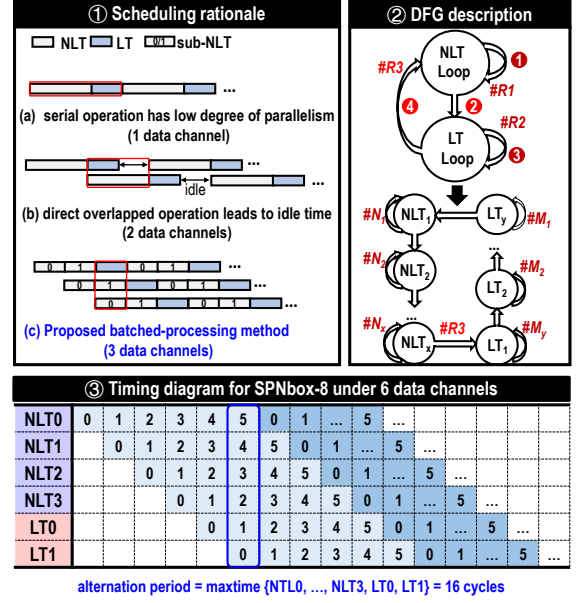 ① Scheduling rationale
NLT LT 0/1 sub-NLT
...
(a) serial operation has low degree of parallelism
(1 data channel)
...
idle
...
(b) direct overlapped operation leads to idle time
(2 data channels)
0 1 0 1 ...
0 1 0 1 ...
0 1 0 1 ...
(c) Proposed batched-processing method
(3 data channels)
② DFG description
NLT Loop
#R3
1
#R1
4
2
#R2
LT Loop
3
#N1 NLT1 LTy #M1
...
#N2 NLT2 LT2 #M2
...
#Nx NLTx #R3 LT1 #My
③ Timing diagram for SPNbox-8 under 6 data channels
NLT0 0 1 2 3 4 5 0 1 ... 5 ...
NLT1 0 1 2 3 4 5 0 1 ... 5 ...
NLT2 0 1 2 3 4 5 0 1 ... 5 ...
NLT3 0 1 2 3 4 5 0 1 ... 5 ...
LT0 0 1 2 3 4 5 0 1 ... 5 ...
LT1 0 1 2 3 4 5 0 1 ... 5 ...
alternation period = maxtime {NTL0, ..., NLT3, LT0, LT1} = 16 cycles